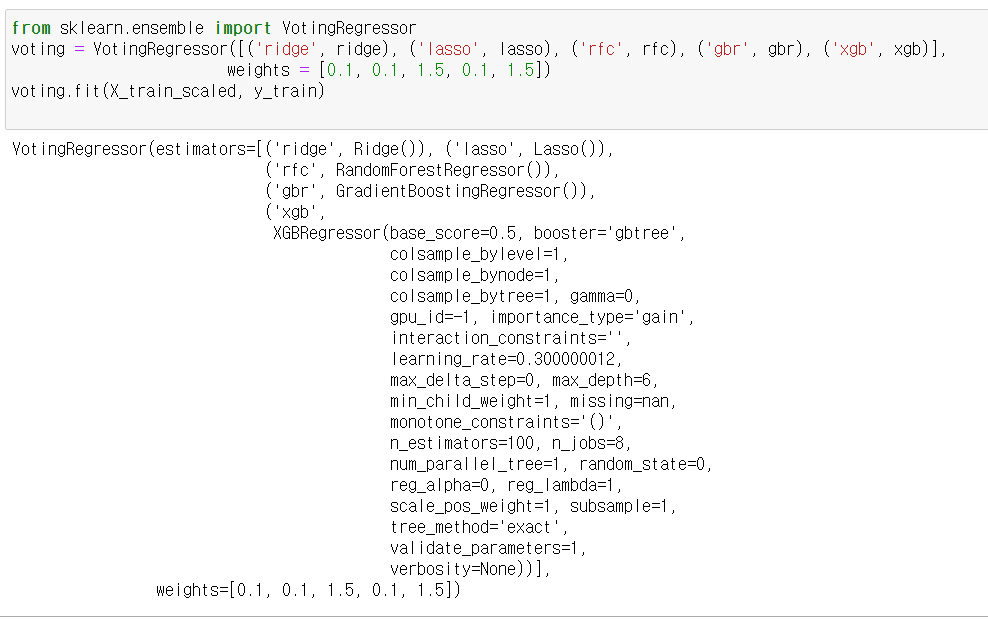 from sklearn.ensemble import VotingRegressor
voting = VotingRegressor([('ridge', ridge), ('lasso', lasso), ('rfc', rfc), ('gbr', gbr), ('xgb', xgb)],
weights = [0.1, 0.1, 1.5, 0.1, 1.5])
voting.fit(X_train_scaled, y_train)
VotingRegressor(estimators=[('ridge', Ridge()), ('lasso', Lasso()),
('rfc', RandomForestRegressor()),
('gbr', GradientBoostingRegressor()),
('xgb',
XGBRegressor(base_score=0.5, booster='gbtree',
colsample_bylevel=1,
colsample_bynode=1,
colsample_bytree=1, gamma=0,
gpu_id=-1, importance_type='gain',
interaction_constraints='',
learning_rate=0.300000012,
max_delta_step=0, max_depth=6,
min_child_weight=1, missing=nan,
monotone_constraints='()',
n_estimators=100, n_jobs=8,
num_parallel_tree=1, random_state=0,
reg_alpha=0, reg_lambda=1,
scale_pos_weight=1, subsample=1,
tree_method='exact',
validate_parameters=1,
verbosity=None))],
weights=[0.1, 0.1, 1.5, 0.1, 1.5])